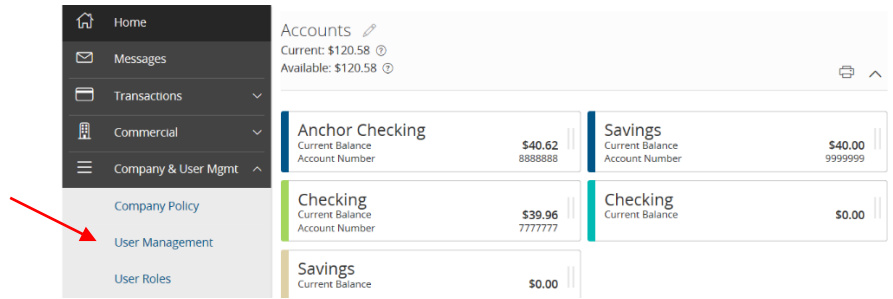 Home
Messages
Transactions
Commercial
Company & User Mgmt
Company Policy
User Management
User Roles
Accounts
Current: $120.58
Available: $120.58
Anchor Checking
Current Balance $40.62
Account Number 8888888
Savings
Current Balance $40.00
Account Number 9999999
Checking
Current Balance $39.96
Account Number 7777777
Checking
Current Balance $0.00
Savings
Current Balance $0.00